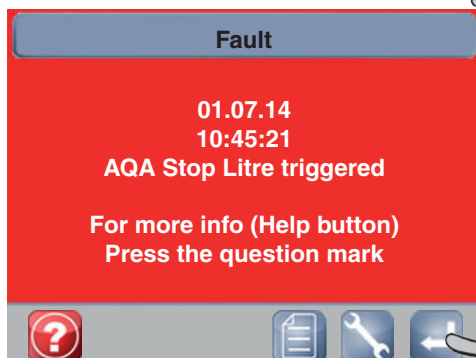 Fault
01.07.14
10:45:21
AQA Stop Litre triggered
For more info (Help button)
Press the question mark
?